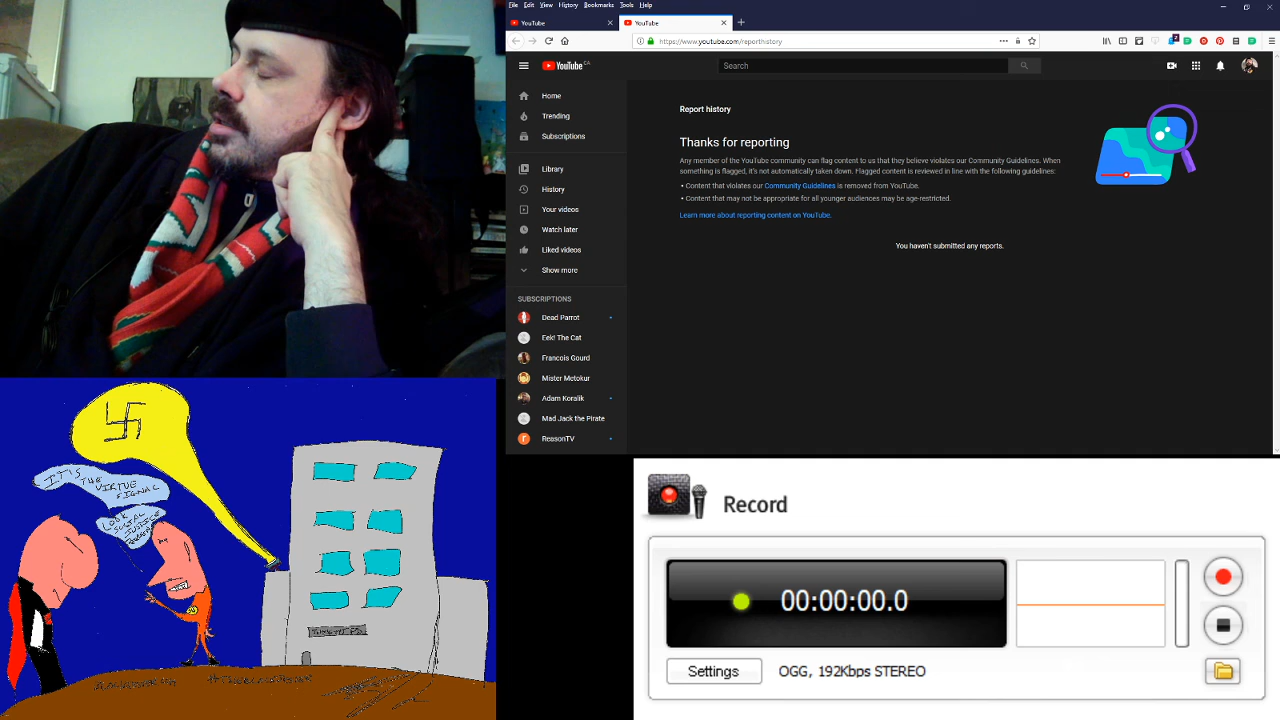 File Edit View History Bookmarks Tools Help
YouTube
YouTube
https://www.youtube.com/reporthistory
YouTube CA
Search
Home
Trending
Subscriptions
Library
History
Your videos
Watch later
Liked videos
Show more
SUBSCRIPTIONS
Dead Parrot
Eek! The Cat
Francois Gourd
Mister Metokur
Adam Koralik
Mad Jack the Pirate
ReasonTV
Report history
Thanks for reporting
Any member of the YouTube community can flag content to us that they believe violates our Community Guidelines. When
something is flagged, it's not automatically taken down. Flagged content is reviewed in line with the following guidelines:
• Content that violates our Community Guidelines is removed from YouTube.
• Content that may not be appropriate for all younger audiences may be age-restricted.
Learn more about reporting content on YouTube.
You haven't submitted any reports.
IT'S THE
VIRTUE
SIGNAL
LOOK
SOCIAL
JUSTICE
Record
00:00:00.0
Settings
OGG, 192Kbps STEREO